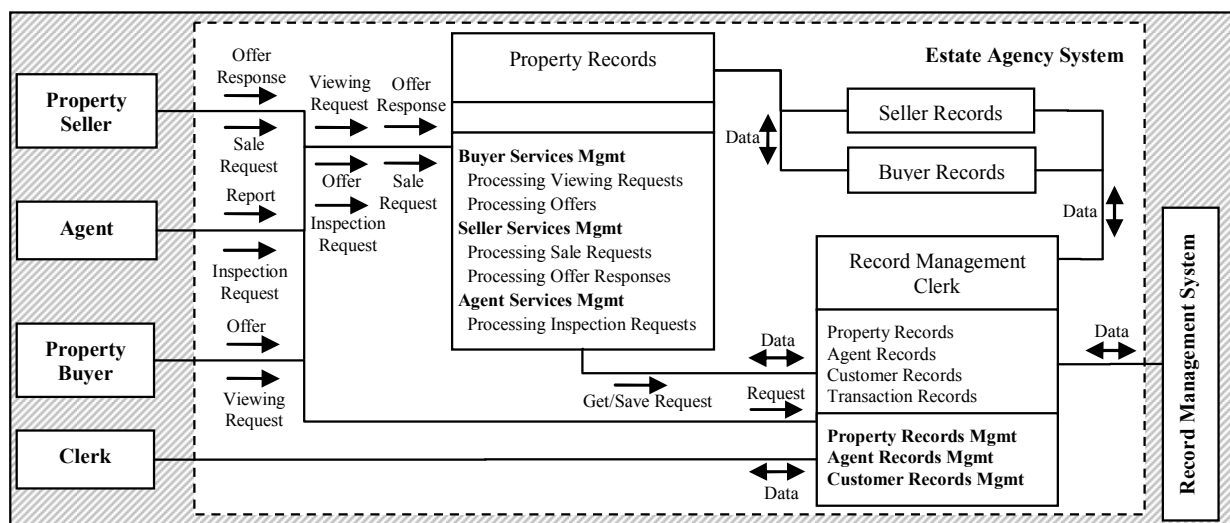 Estate Agency System
Property
Seller
Agent
Property
Buyer
Clerk
Offer
Response
Sale
Request
Report
Inspection
Request
Offer
Viewing
Request
Viewing
Request
Offer
Response
Offer
Sale
Request
Inspection
Request
Property Records
Buyer Services Mgmt
Processing Viewing Requests
Processing Offers
Seller Services Mgmt
Processing Sale Requests
Processing Offer Responses
Agent Services Mgmt
Processing Inspection Requests
Data
Seller Records
Buyer Records
Data
Record Management
Clerk
Property Records
Agent Records
Customer Records
Transaction Records
Property Records Mgmt
Agent Records Mgmt
Customer Records Mgmt
Data
Get/Save Request
Request
Data
Data
Record Management System